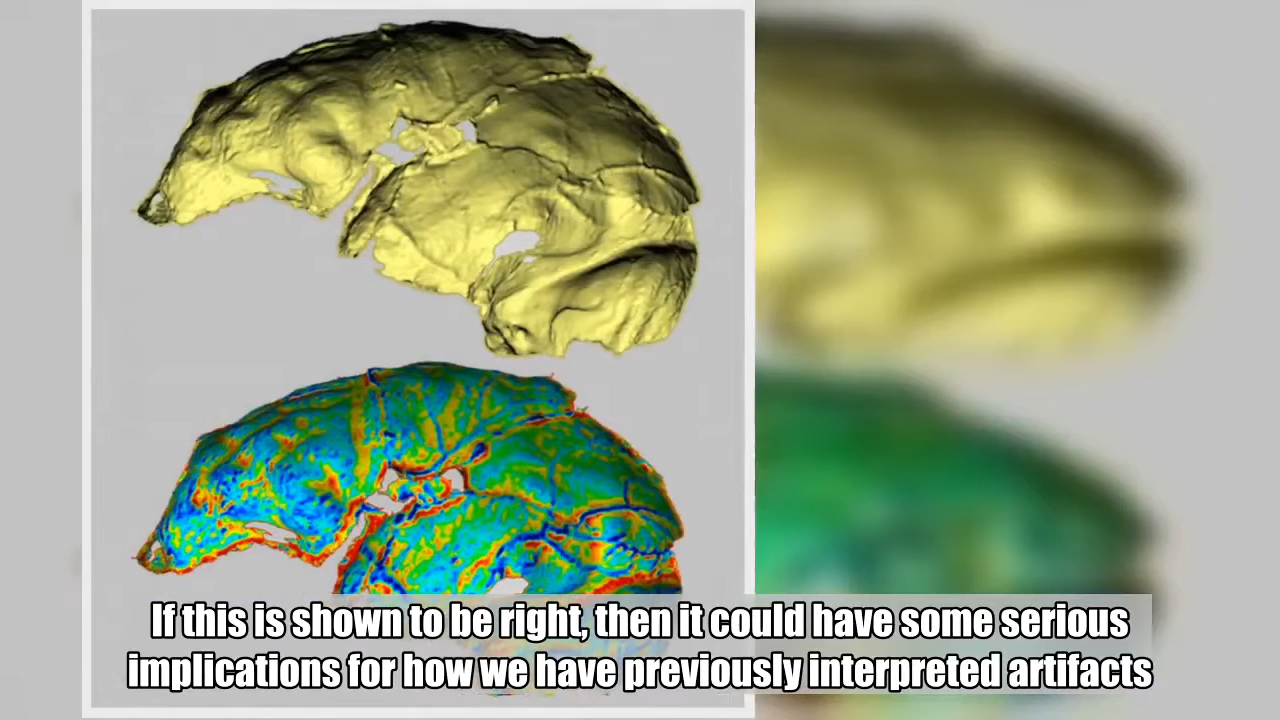 If this is shown to be right, then it could have some serious
implications for how we have previously interpreted artifacts